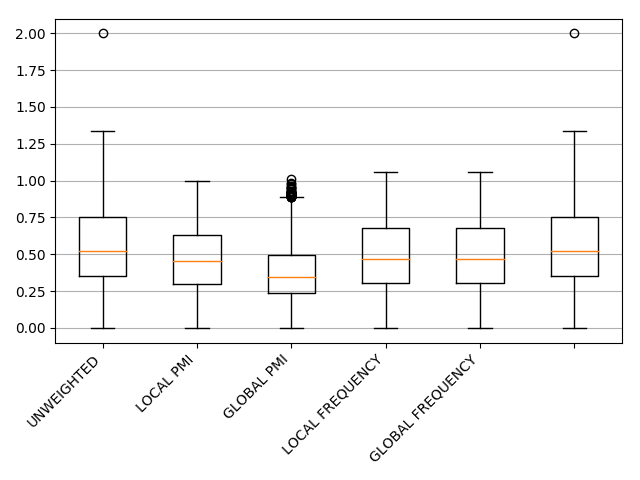 2.00
1.75
1.50
1.25
1.00
0.75
0.50
0.25
0.00
UNWEIGHTED
LOCAL PMI
GLOBAL PMI
LOCAL FREQUENCY
GLOBAL FREQUENCY